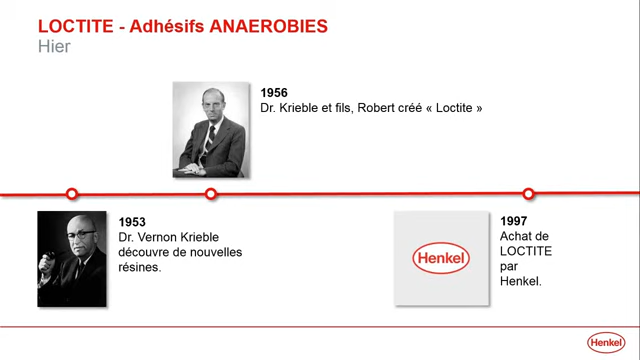 LOCTITE - Adhésifs ANAEROBIES
Hier
1956
Dr. Krieble et fils, Robert créé « Loctite »
1953
Dr. Vernon Krieble
découvre de nouvelles
résines.
Henkel
1997
Achat de
LOCTITE
par
Henkel.
Henkel